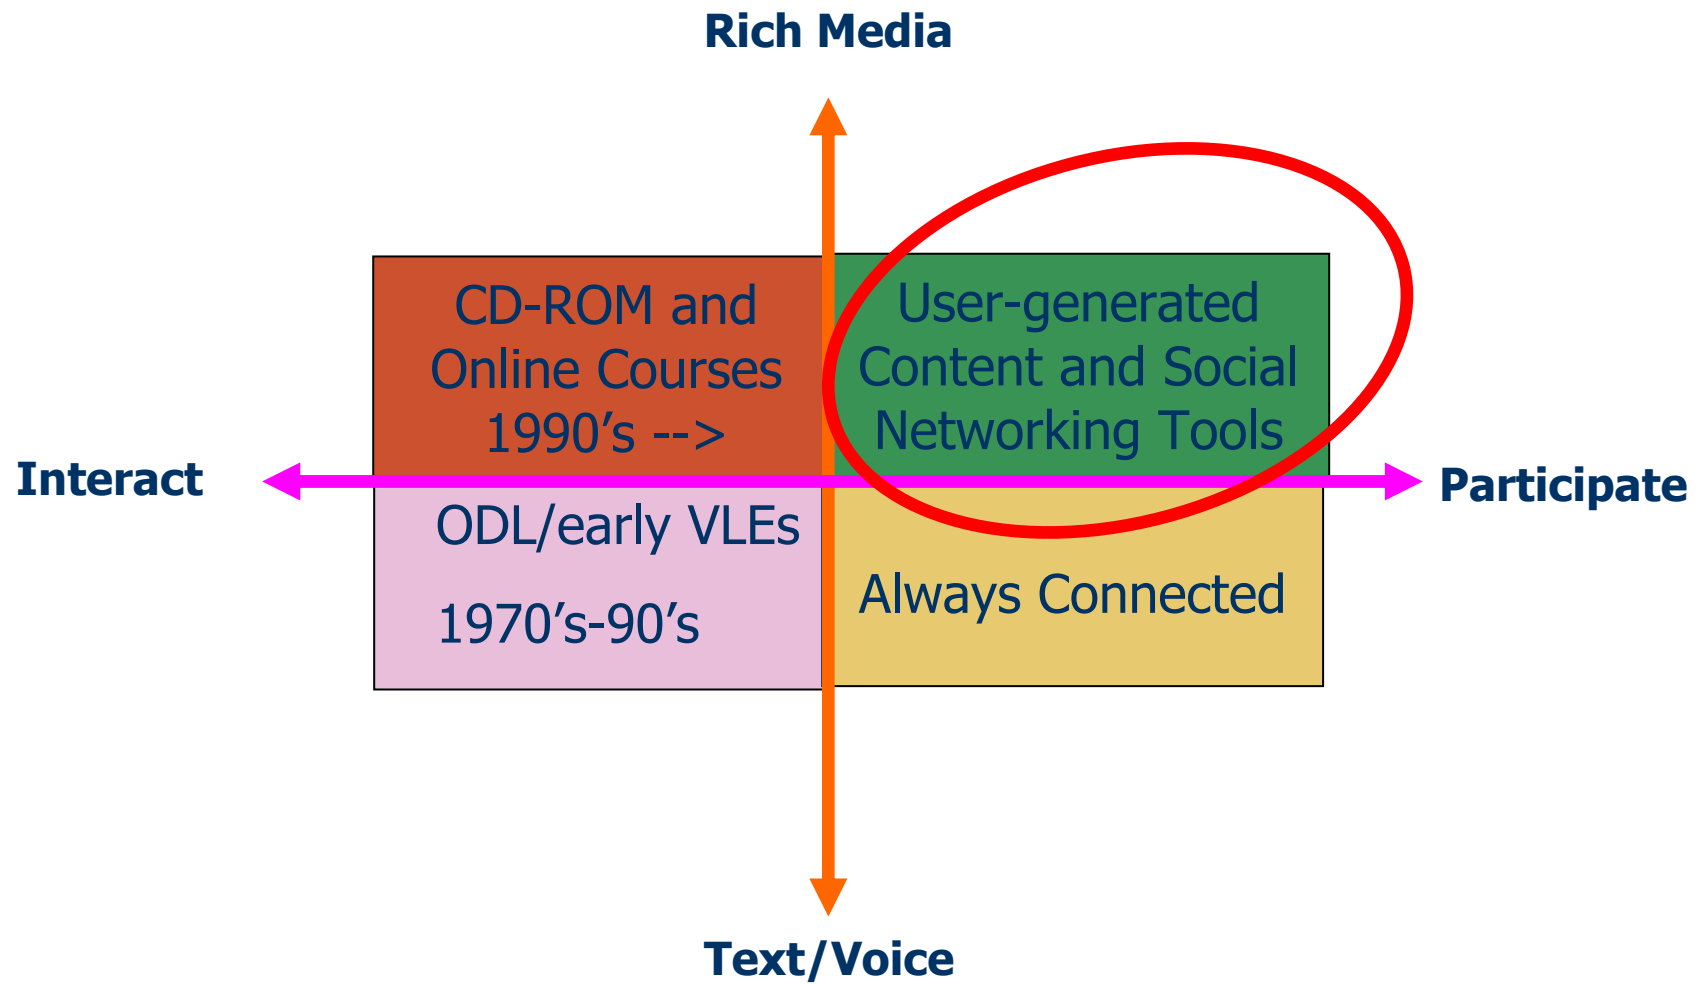 Rich Media
CD-ROM and
Online Courses
1990’s -->
User-generated
Content and Social
Networking Tools
Interact
Participate
ODL/early VLEs
1970’s-90’s
Always Connected
Text/Voice